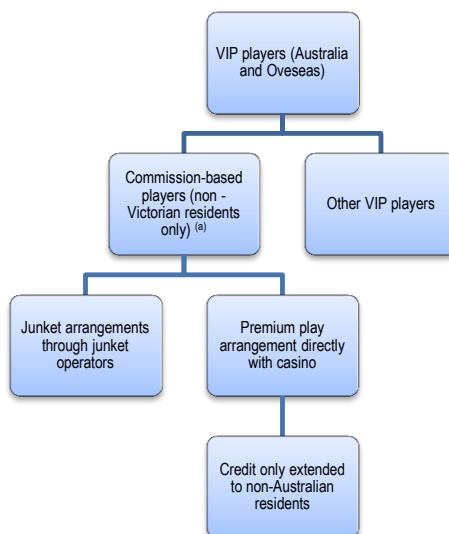 VIP players (Australia
and Oveseas)
Commission-based
players (non -
Victorian residents
only) (a)
Other VIP players
Junket arrangements
through junket
operators
Premium play
arrangement directly
with casino
Credit only extended
to non-Australian
residents